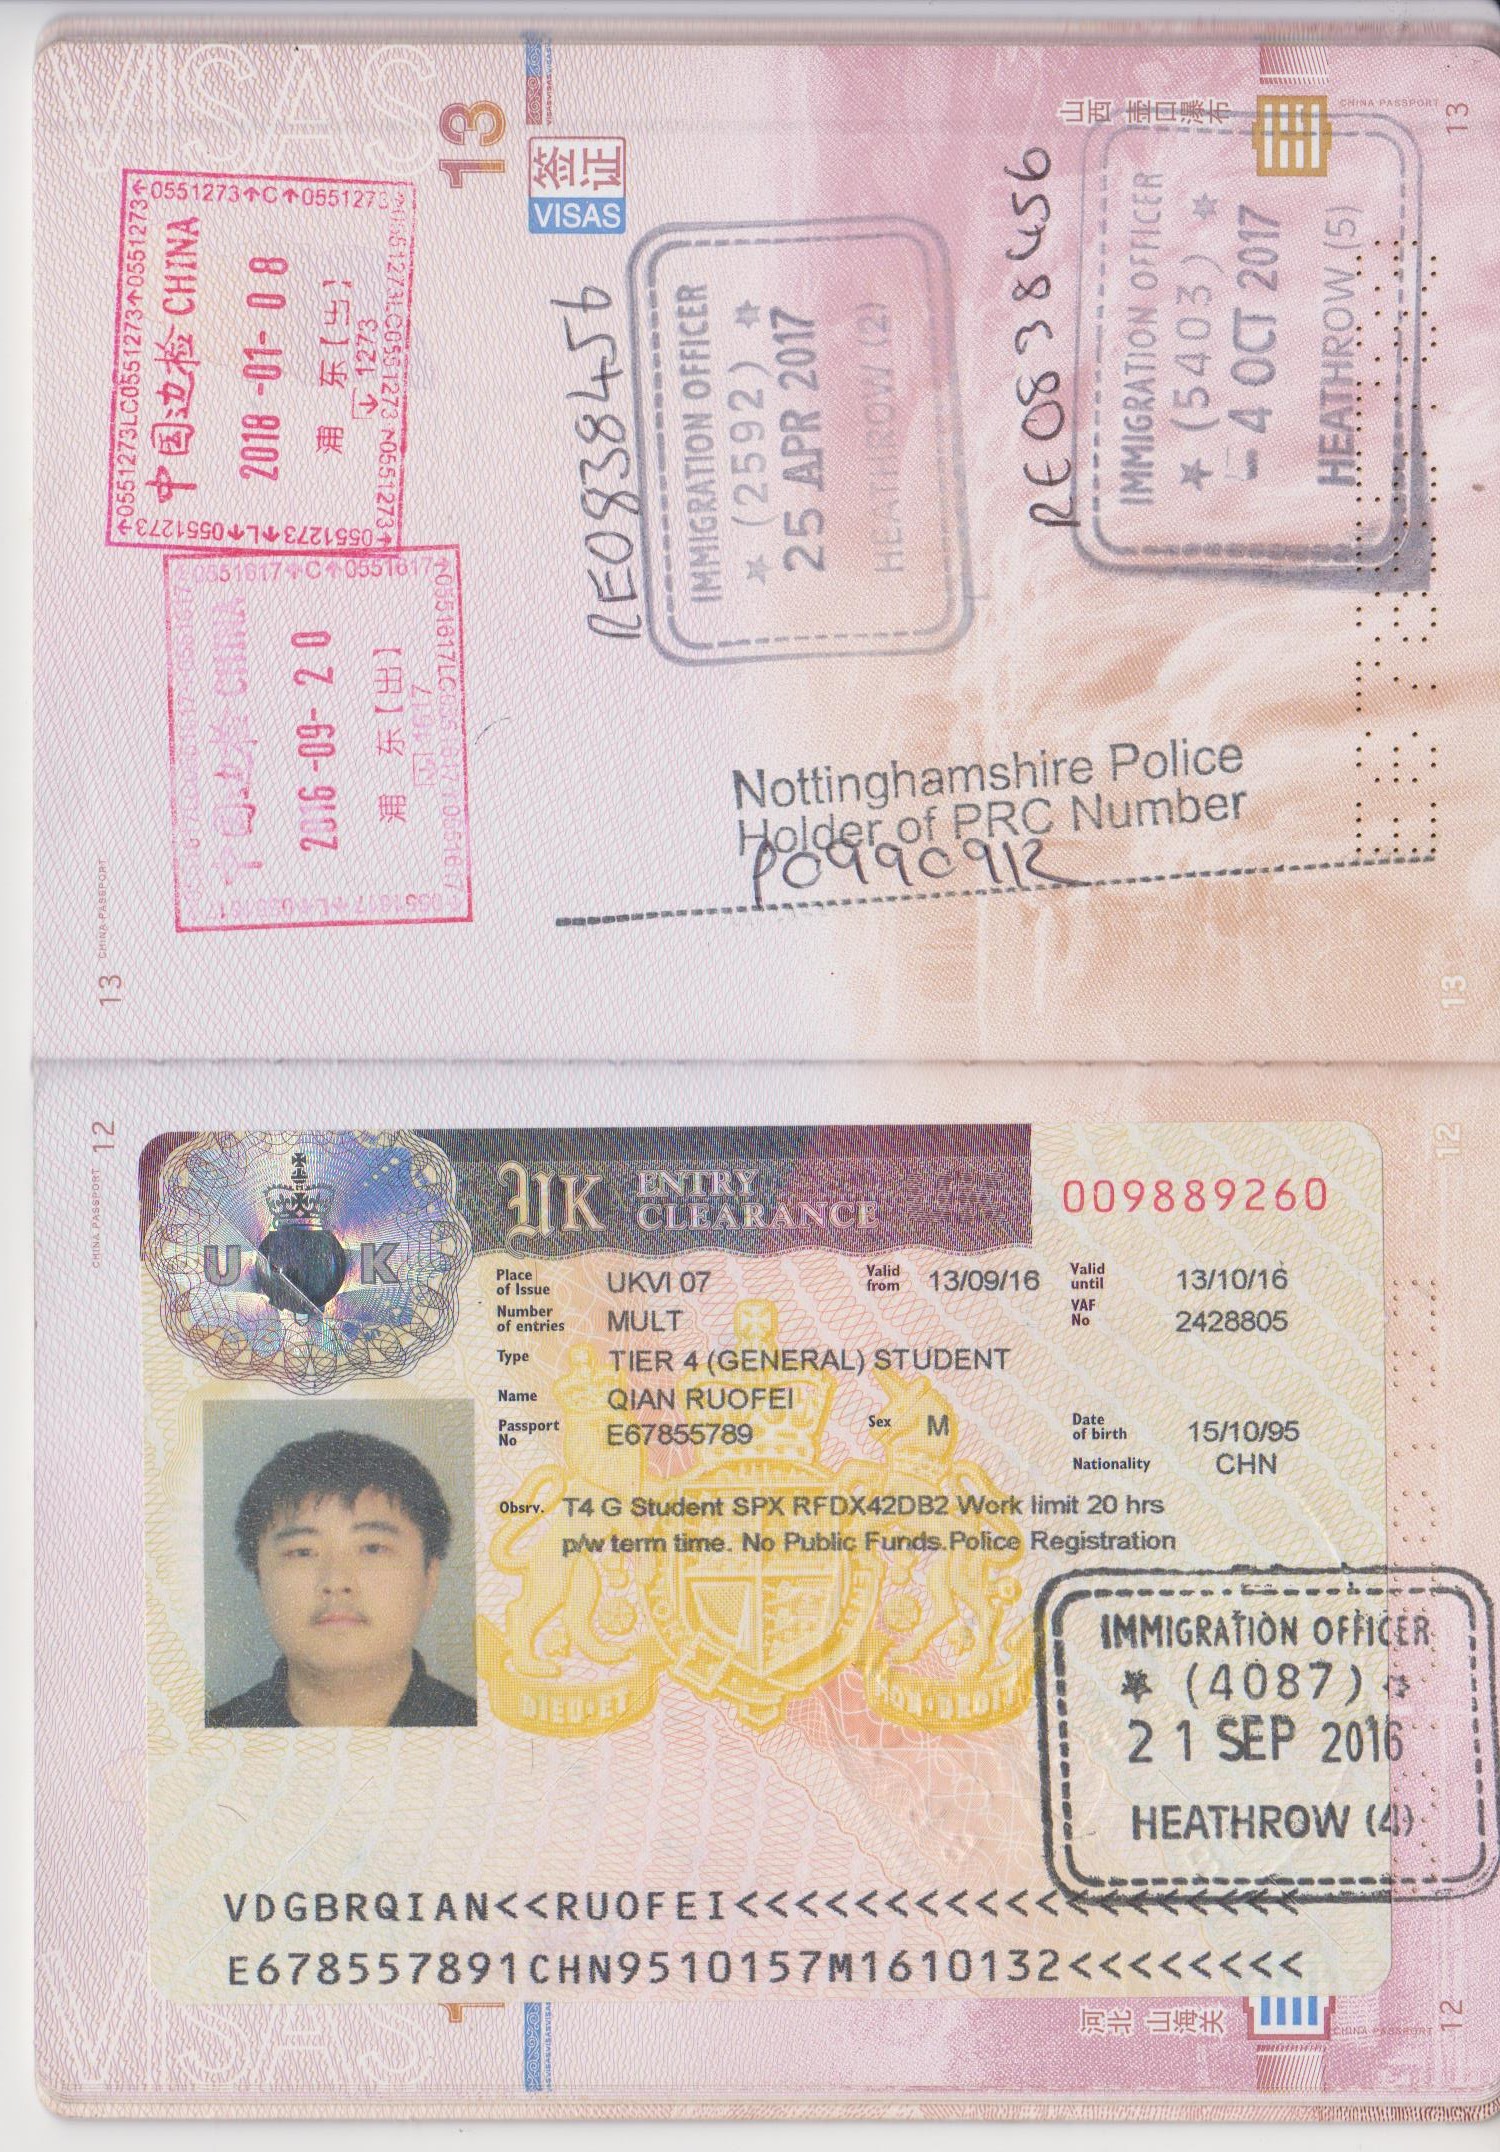 VISAS
13
签证
VISAS
山西 壶口瀑布
CHINA PASSPORT
13
0551273↑C↑0551273
中国边检 CHINA
2018-01-08
浦 东【出】
1273
0551617↑C↑0551617
中国边检 CHINA
2016-09-20
浦 东【出】
1617
RE0838456
IMMIGRATION OFFICER
★ (2592) ★
25 APR 2017
HEATHROW (2)
RE0838456
IMMIGRATION OFFICER
★ (5403) ★
- 4 OCT 2017
HEATHROW (5)
Nottinghamshire Police
Holder of PRC Number
CHINA PASSPORT
13
13
12
CHINA PASSPORT
12
UK
UK ENTRY
CLEARANCE
009889260
Place of Issue UKVI 07 Valid from 13/09/16 Valid until 13/10/16
Number of entries MULT VAF No 2428805
Type TIER 4 (GENERAL) STUDENT
Name QIAN RUOFEI
Passport No E67855789 Sex M Date of birth 15/10/95
Nationality CHN
Obsrv. T4 G Student SPX RFDX42DB2 Work limit 20 hrs
p/w term time. No Public Funds.Police Registration
DIEU ET MON DROIT
IMMIGRATION OFFICER
★ (4087) ★
21 SEP 2016
HEATHROW (4)
VDGBRQIAN<<RUOFEI<<<<<<<<<<<<<<<<<<<
E678557891CHN9510157M1610132<<<<<<<<
河北 山海关
CHINA PASSPORT
12